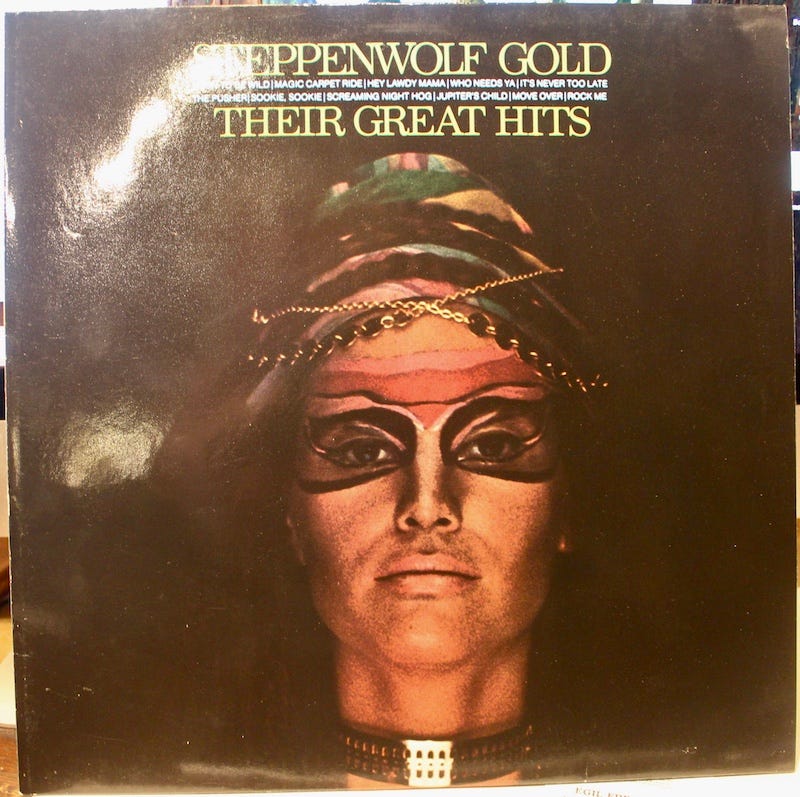 STEPPENWOLF GOLD
WILD|MAGIC CARPET RIDE|HEY LAWDY MAMA|WHO NEEDS YA|IT'S NEVER TOO LATE
THE PUSHER|SOOKIE, SOOKIE|SCREAMING NIGHT HOG|JUPITER'S CHILD|MOVE OVER|ROCK ME
THEIR GREAT HITS
EGIL